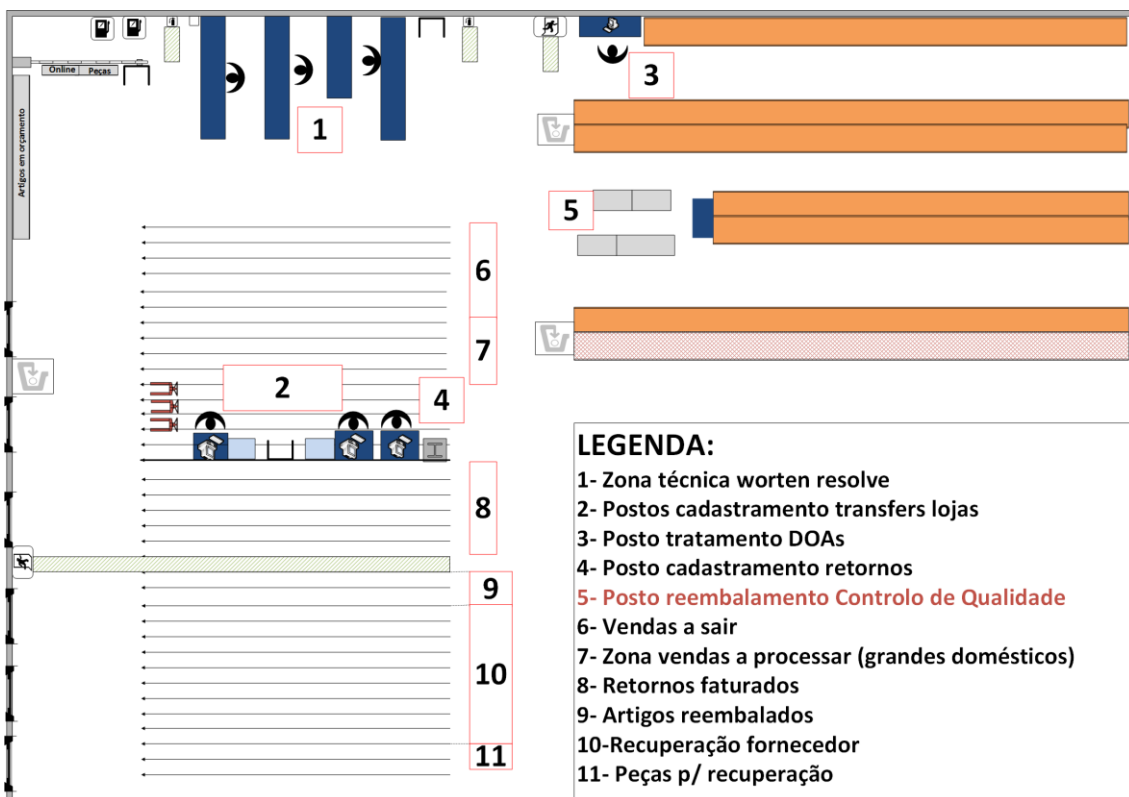 Online
Peças
Artigos em orçamento
1
3
5
6
7
2
4
8
9
10
11
LEGENDA:
1- Zona técnica worten resolve
2- Postos cadastramento transfers lojas
3- Posto tratamento DOAs
4- Posto cadastramento retornos
5- Posto reembalamento Controlo de Qualidade
6- Vendas a sair
7- Zona vendas a processar (grandes domésticos)
8- Retornos faturados
9- Artigos reembalados
10-Recuperação fornecedor
11- Peças p/ recuperação